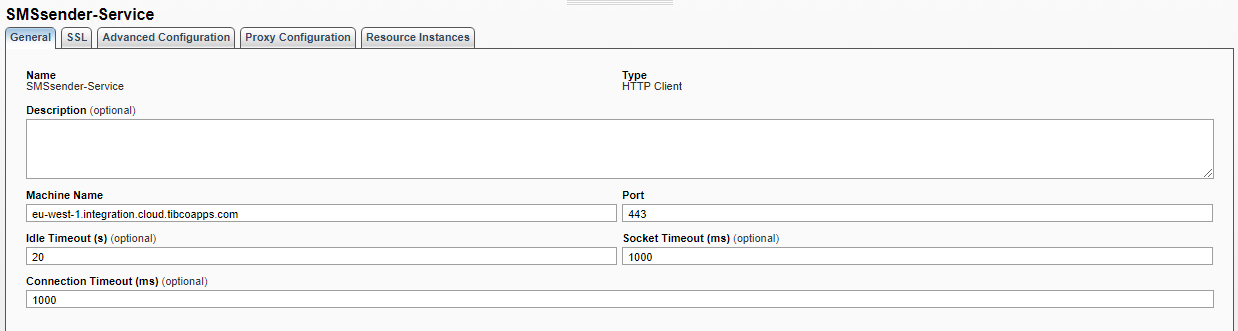 SMSsender-Service
General SSL Advanced Configuration Proxy Configuration Resource Instances
Name Type
SMSsender-Service HTTP Client
Description (optional)
Machine Name Port
eu-west-1.integration.cloud.tibcoapps.com 443
Idle Timeout (s) (optional) Socket Timeout (ms) (optional)
20 1000
Connection Timeout (ms) (optional)
1000